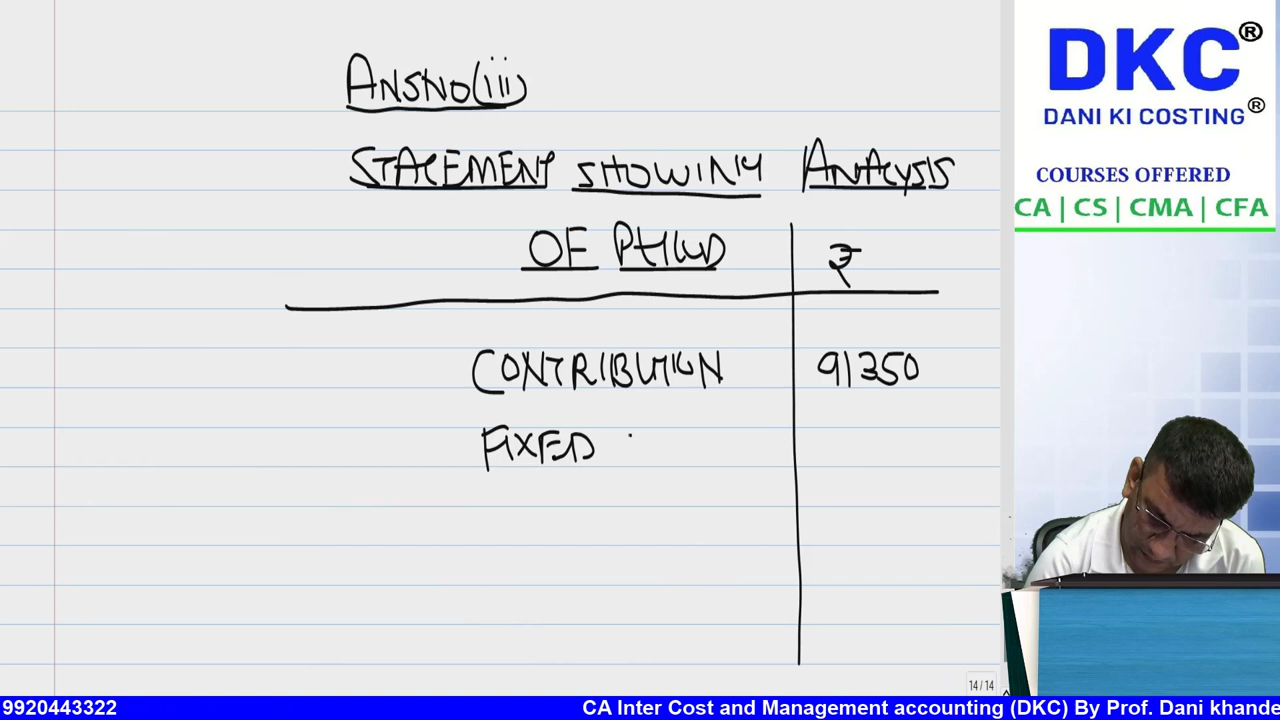 ANSNO(iii)
STATEMENT SHOWING ANALYSIS
OF ₹
CONTRIBUTION 91350
FIXED
14/14
DKC®
DANI KI COSTING®
COURSES OFFERED
CA | CS | CMA | CFA
9920443322 CA Inter Cost and Management accounting (DKC) By Prof. Dani khande